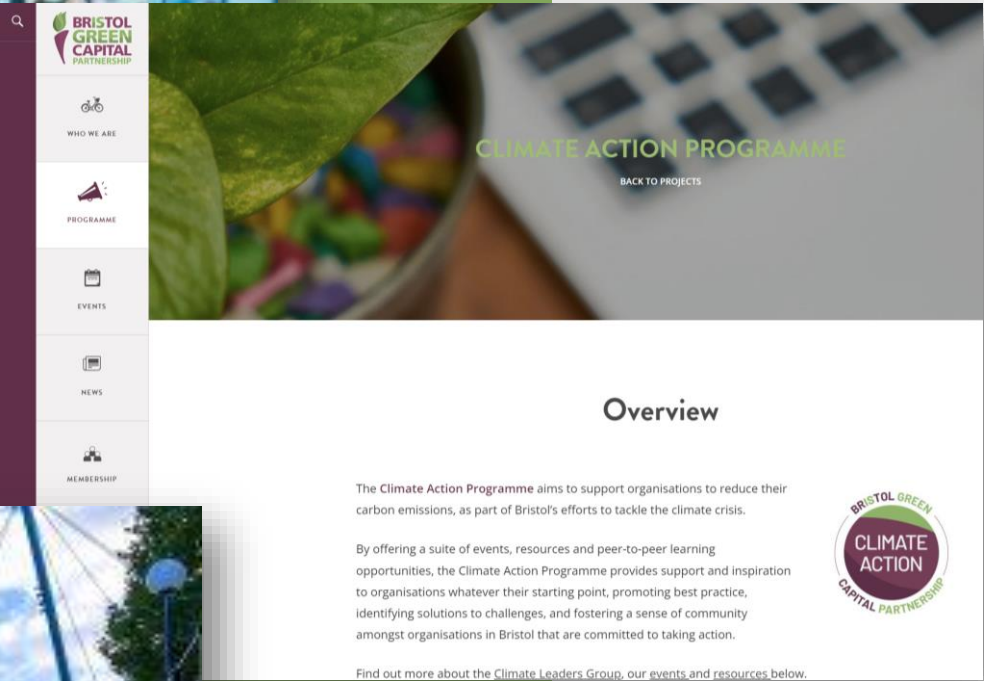 BRISTOL
GREEN
CAPITAL
PARTNERSHIP
WHO WE ARE
PROGRAMME
EVENTS
NEWS
MEMBERSHIP
CLIMATE ACTION PROGRAMME
BACK TO PROJECTS
Overview
The Climate Action Programme aims to support organisations to reduce their
carbon emissions, as part of Bristol’s efforts to tackle the climate crisis.
By offering a suite of events, resources and peer-to-peer learning
opportunities, the Climate Action Programme provides support and inspiration
to organisations whatever their starting point, promoting best practice,
identifying solutions to challenges, and fostering a sense of community
amongst organisations in Bristol that are committed to taking action.
Find out more about the Climate Leaders Group, our events and resources below.
BRISTOL GREEN
CLIMATE
ACTION
CAPITAL PARTNERSHIP